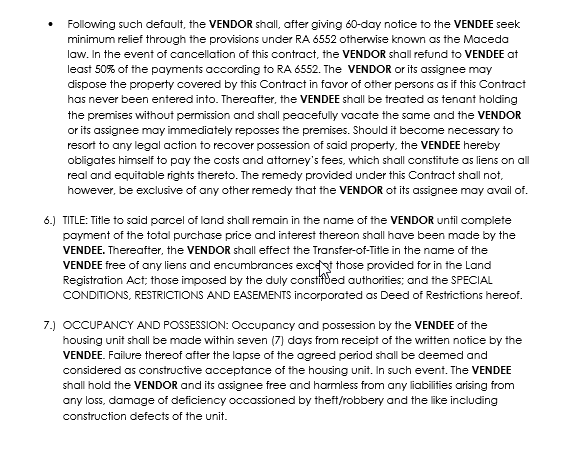 • Following such default, the VENDOR shall, after giving 60-day notice to the VENDEE seek
minimum relief through the provisions under RA 6552 otherwise known as the Maceda
law. In the event of cancellation of this contract, the VENDOR shall refund to VENDEE at
least 50% of the payments according to RA 6552. The VENDOR or its assignee may
dispose the property covered by this Contract in favor of other persons as if this Contract
has never been entered into. Thereafter, the VENDEE shall be treated as tenant holding
the premises without permission and shall peacefully vacate the same and the VENDOR
or its assignee may immediately reposses the premises. Should it become necessary to
resort to any legal action to recover possession of said property, the VENDEE hereby
obligates himself to pay the costs and attorney's fees, which shall constitute as liens on all
real and equitable rights thereto. The remedy provided under this Contract shall not,
however, be exclusive of any other remedy that the VENDOR ot its assignee may avail of.
6.) TITLE: Title to said parcel of land shall remain in the name of the VENDOR until complete
payment of the total purchase price and interest thereon shall have been made by the
VENDEE. Thereafter, the VENDOR shall effect the Transfer-of-Title in the name of the
VENDEE free of any liens and encumbrances except those provided for in the Land
Registration Act; those imposed by the duly constituted authorities; and the SPECIAL
CONDITIONS, RESTRICTIONS AND EASEMENTS incorporated as Deed of Restrictions hereof.
7.) OCCUPANCY AND POSSESSION: Occupancy and possession by the VENDEE of the
housing unit shall be made within seven (7) days from receipt of the written notice by the
VENDEE. Failure thereof after the lapse of the agreed period shall be deemed and
considered as constructive acceptance of the housing unit. In such event. The VENDEE
shall hold the VENDOR and its assignee free and harmless from any liabilities arising from
any loss, damage of deficiency occassioned by theft/robbery and the like including
construction defects of the unit.